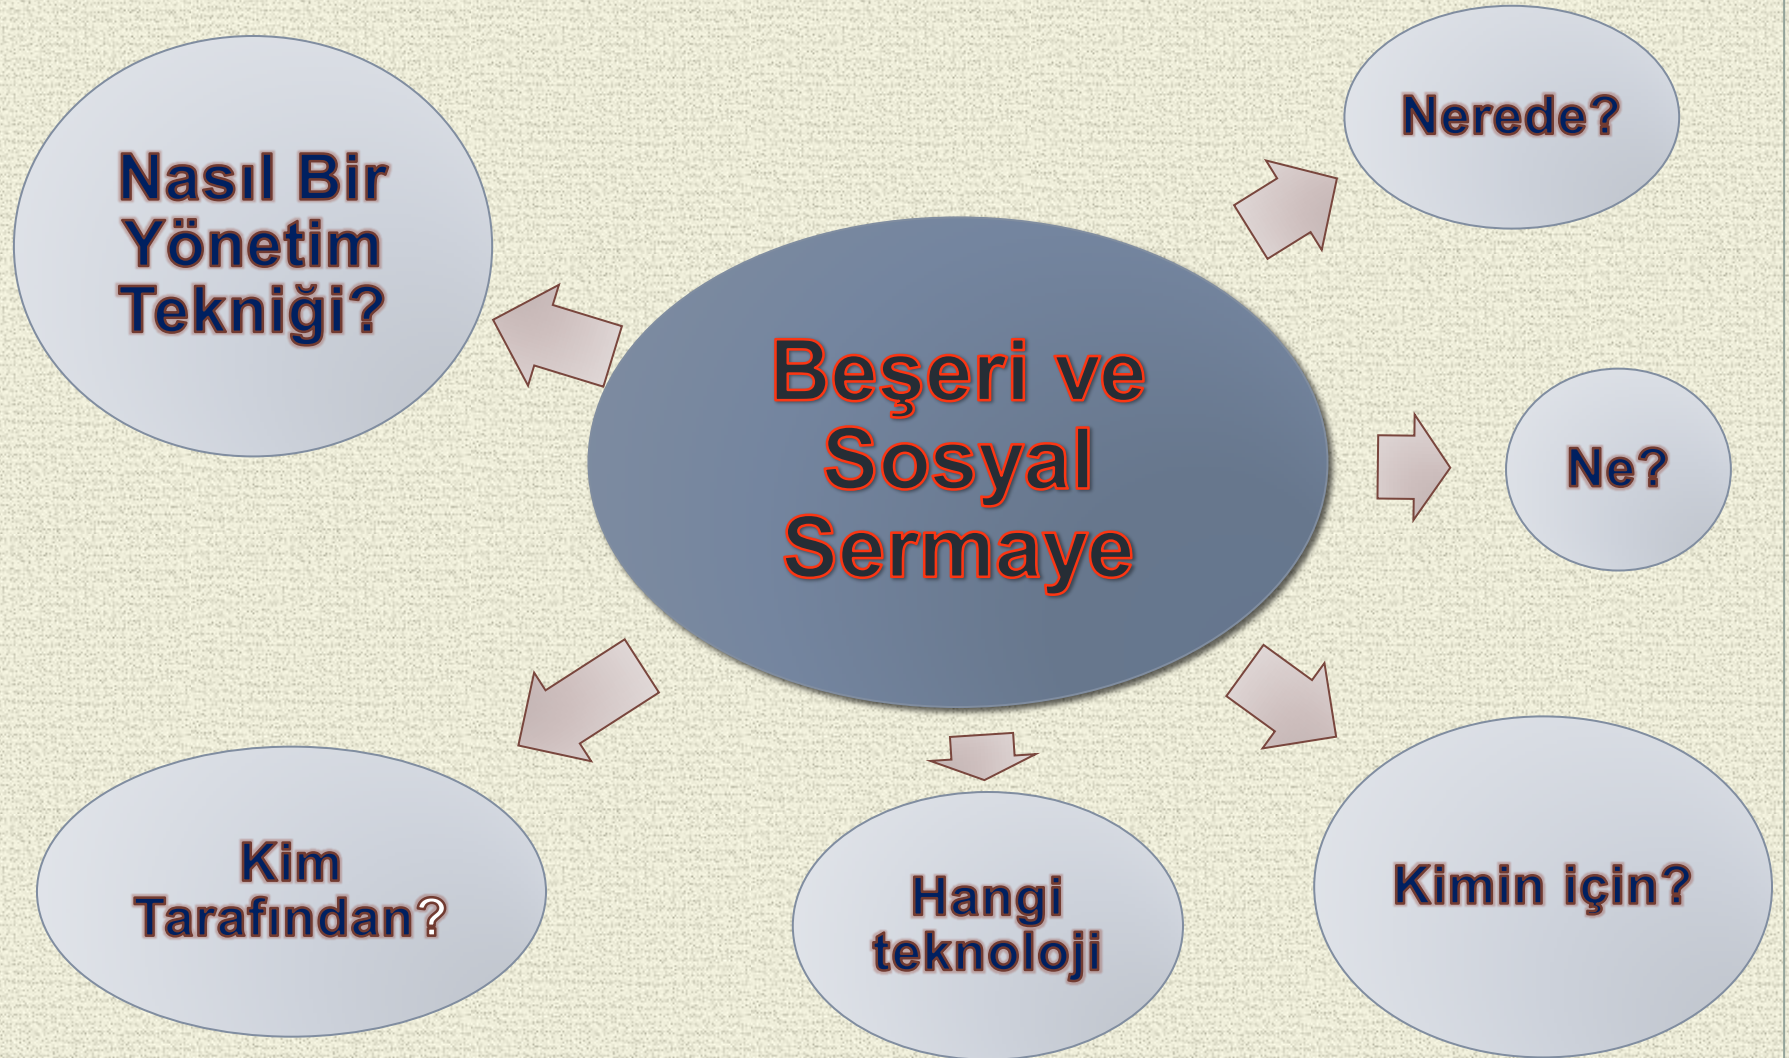 Nasıl Bir
Yönetim
Tekniği?
Nerede?
Beşeri ve
Sosyal
Sermaye
Ne?
Kim
Tarafından?
Hangi
teknoloji
Kimin için?